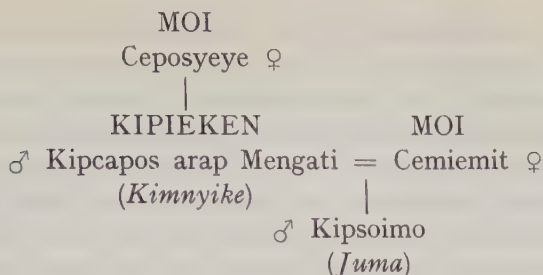 MOI
Ceposyeye ♀
KIPIEKEN MOI
♂ Kipcapos arap Mengati = Cemiemit ♀
(Kimnyike)
♂ Kipsoimo
(Juma)